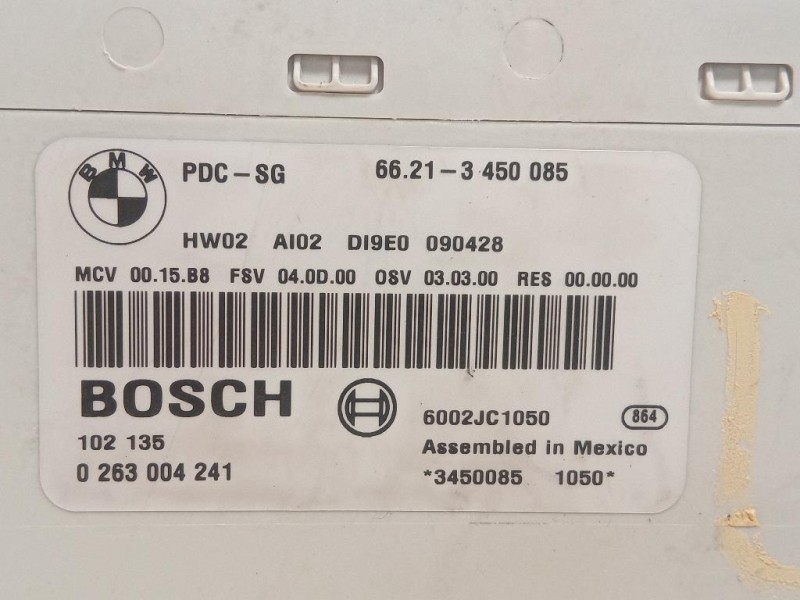 BMW PDC-SG 66.21-3 450 085
HW02 AI02 DI9E0 090428
MCV 00.15.B8 FSV 04.0D.00 OSV 03.03.00 RES 00.00.00
BOSCH
6002JC1050 864
102 135 Assembled in Mexico
0 263 004 241 *3450085 1050*